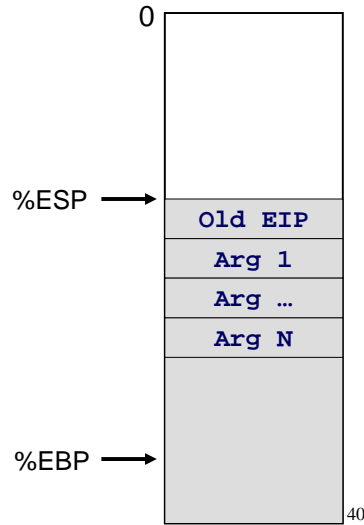 0
%ESP
Old EIP
Arg 1
Arg …
Arg N
%EBP
40